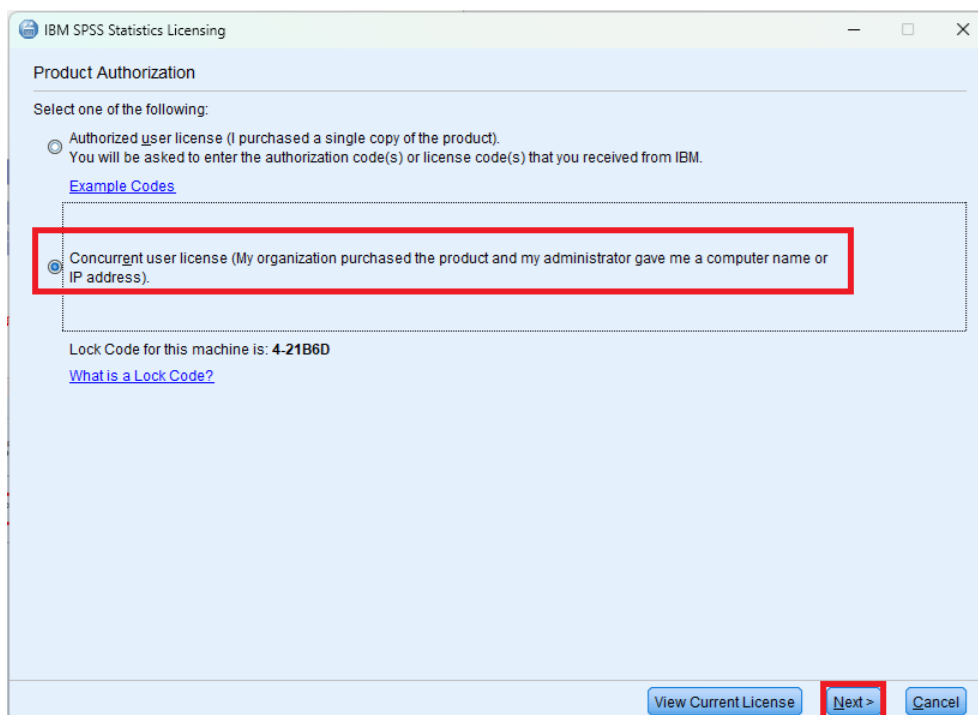 IBM SPSS Statistics Licensing
Product Authorization
Select one of the following:
Authorized user license (I purchased a single copy of the product).
You will be asked to enter the authorization code(s) or license code(s) that you received from IBM.
Example Codes
Concurrent user license (My organization purchased the product and my administrator gave me a computer name or
IP address).
Lock Code for this machine is: 4-21B6D
What is a Lock Code?
View Current License
Next >
Cancel